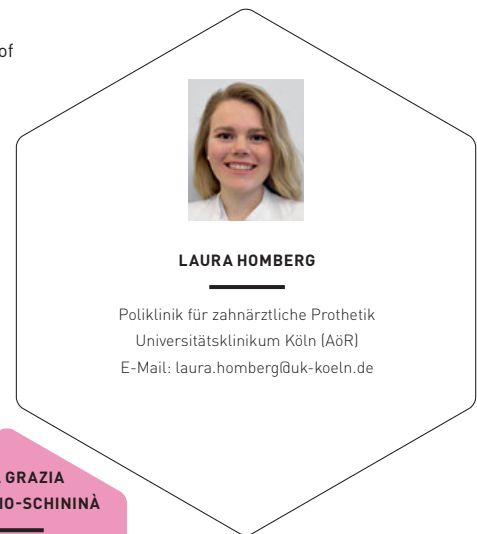 of
LAURA HOMBERG
Poliklinik für zahnärztliche Prothetik
Universitätsklinikum Köln (AöR)
E-Mail: laura.homberg@uk-koeln.de
GRAZIA
IO-SCHININÀ